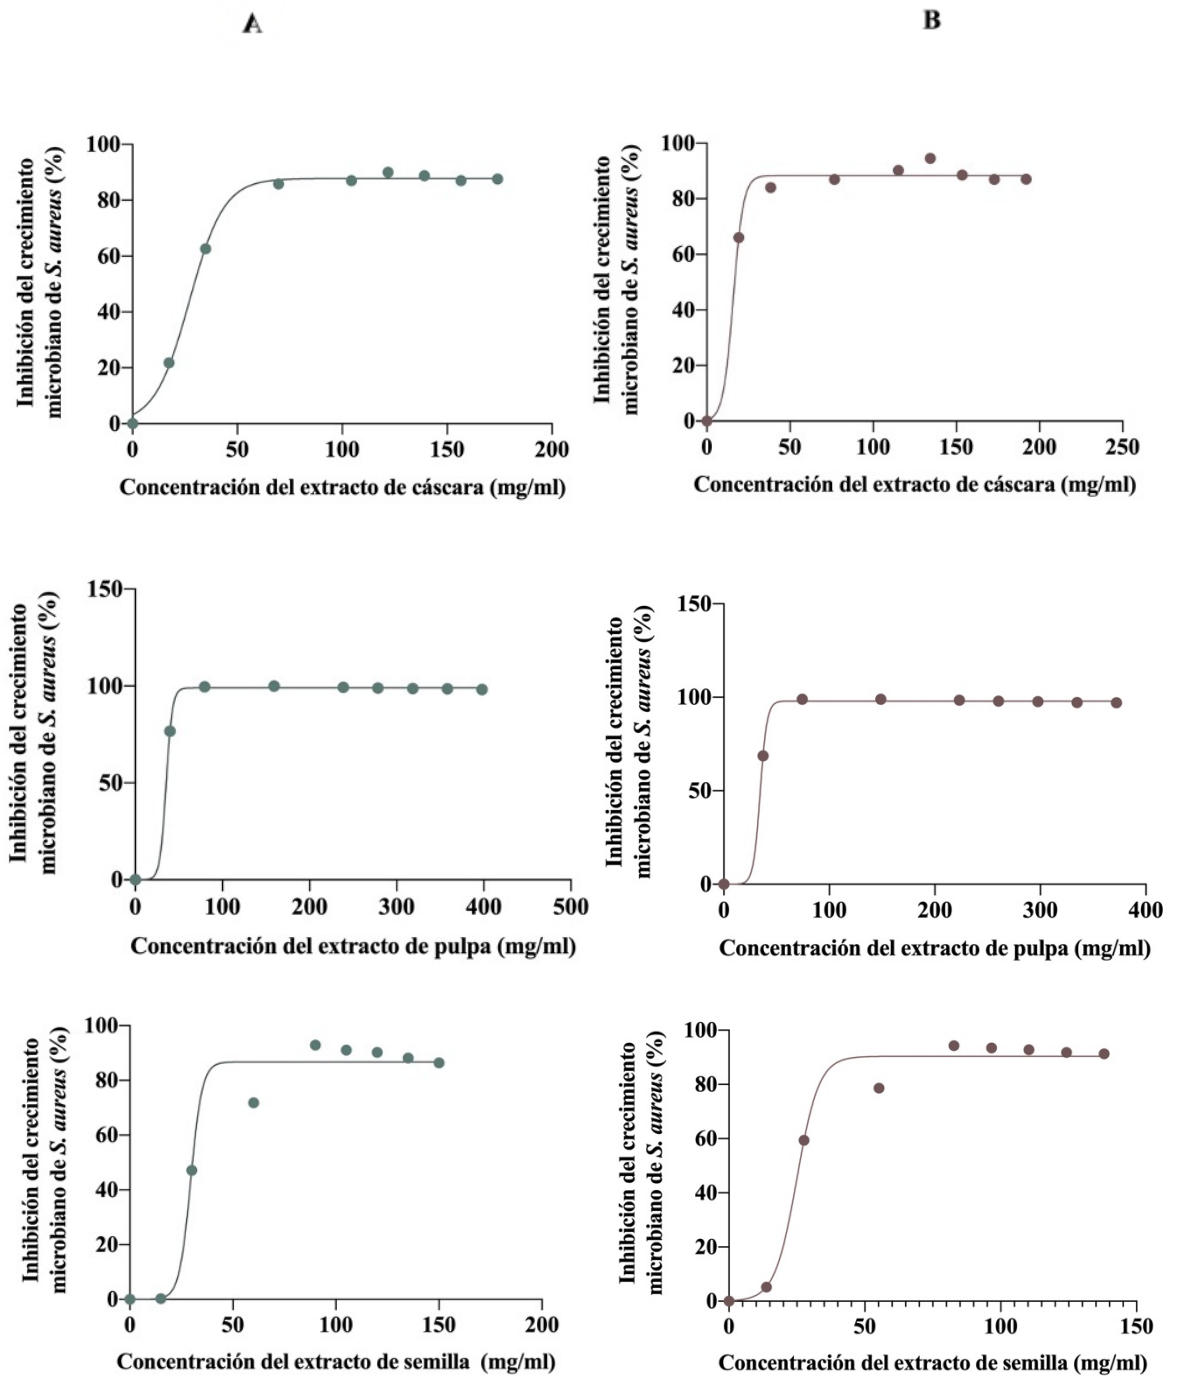 A
B
Inhibición del crecimiento
microbiano de S. aureus (%)
100
80
60
40
20
0
0 50 100 150 200
Concentración del extracto de cáscara (mg/ml)
Inhibición del crecimiento
microbiano de S. aureus (%)
100
80
60
40
20
0
0 50 100 150 200 250
Concentración del extracto de cáscara (mg/ml)
Inhibición del crecimiento
microbiano de S. aureus (%)
150
100
50
0
0 100 200 300 400 500
Concentración del extracto de pulpa (mg/ml)
Inhibición del crecimiento
microbiano de S. aureus (%)
150
100
50
0
0 100 200 300 400
Concentración del extracto de pulpa (mg/ml)
Inhibición del crecimiento
microbiano de S. aureus (%)
100
80
60
40
20
0
0 50 100 150 200
Concentración del extracto de semilla (mg/ml)
Inhibición del crecimiento
microbiano de S. aureus (%)
100
80
60
40
20
0
0 50 100 150
Concentración del extracto de semilla (mg/ml)